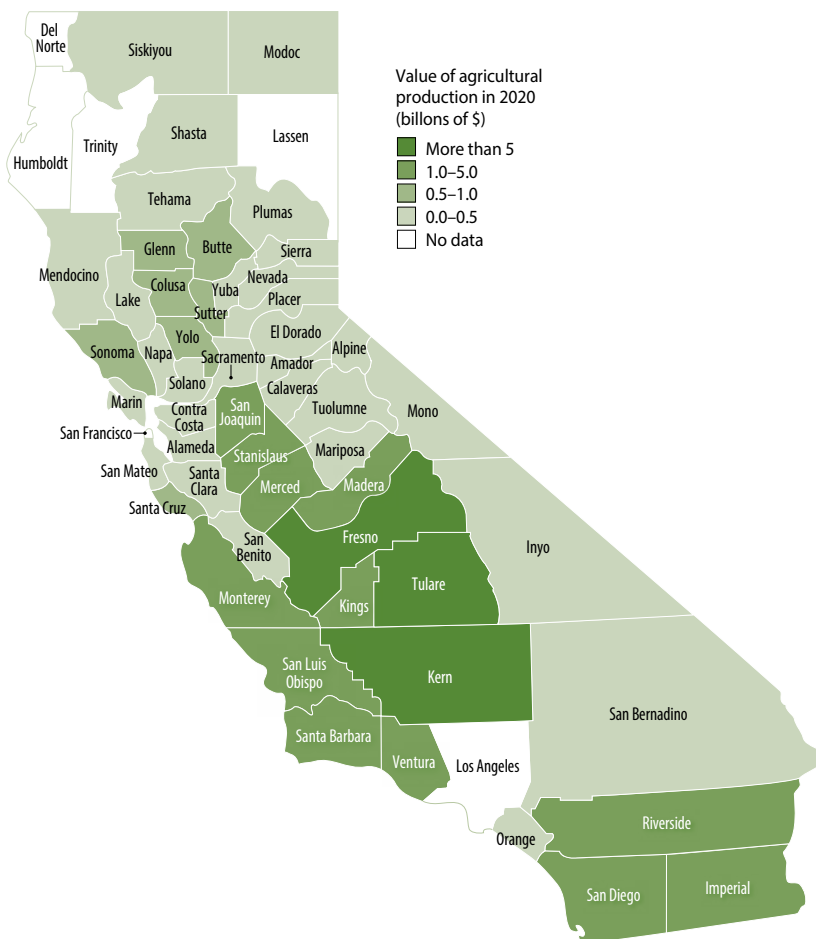 Del
Norte
Siskiyou
Modoc
Value of agricultural
production in 2020
(billons of $)
More than 5
1.0–5.0
0.5–1.0
0.0–0.5
No data
Shasta
Lassen
Trinity
Humboldt
Tehama
Plumas
Glenn
Butte
Sierra
Mendocino
Colusa
Nevada
Lake
Yuba
Placer
Sutter
El Dorado
Yolo
Sonoma
Napa
Sacramento
Alpine
Amador
Solano
Calaveras
Marin
Contra
Costa
San
Joaquin
Tuolumne
Mono
San Francisco
Alameda
Stanislaus
Mariposa
San Mateo
Santa
Clara
Merced
Madera
Santa Cruz
San
Benito
Fresno
Inyo
Monterey
Kings
Tulare
San Luis
Obispo
Kern
San Bernadino
Santa Barbara
Ventura
Los Angeles
Orange
Riverside
San Diego
Imperial